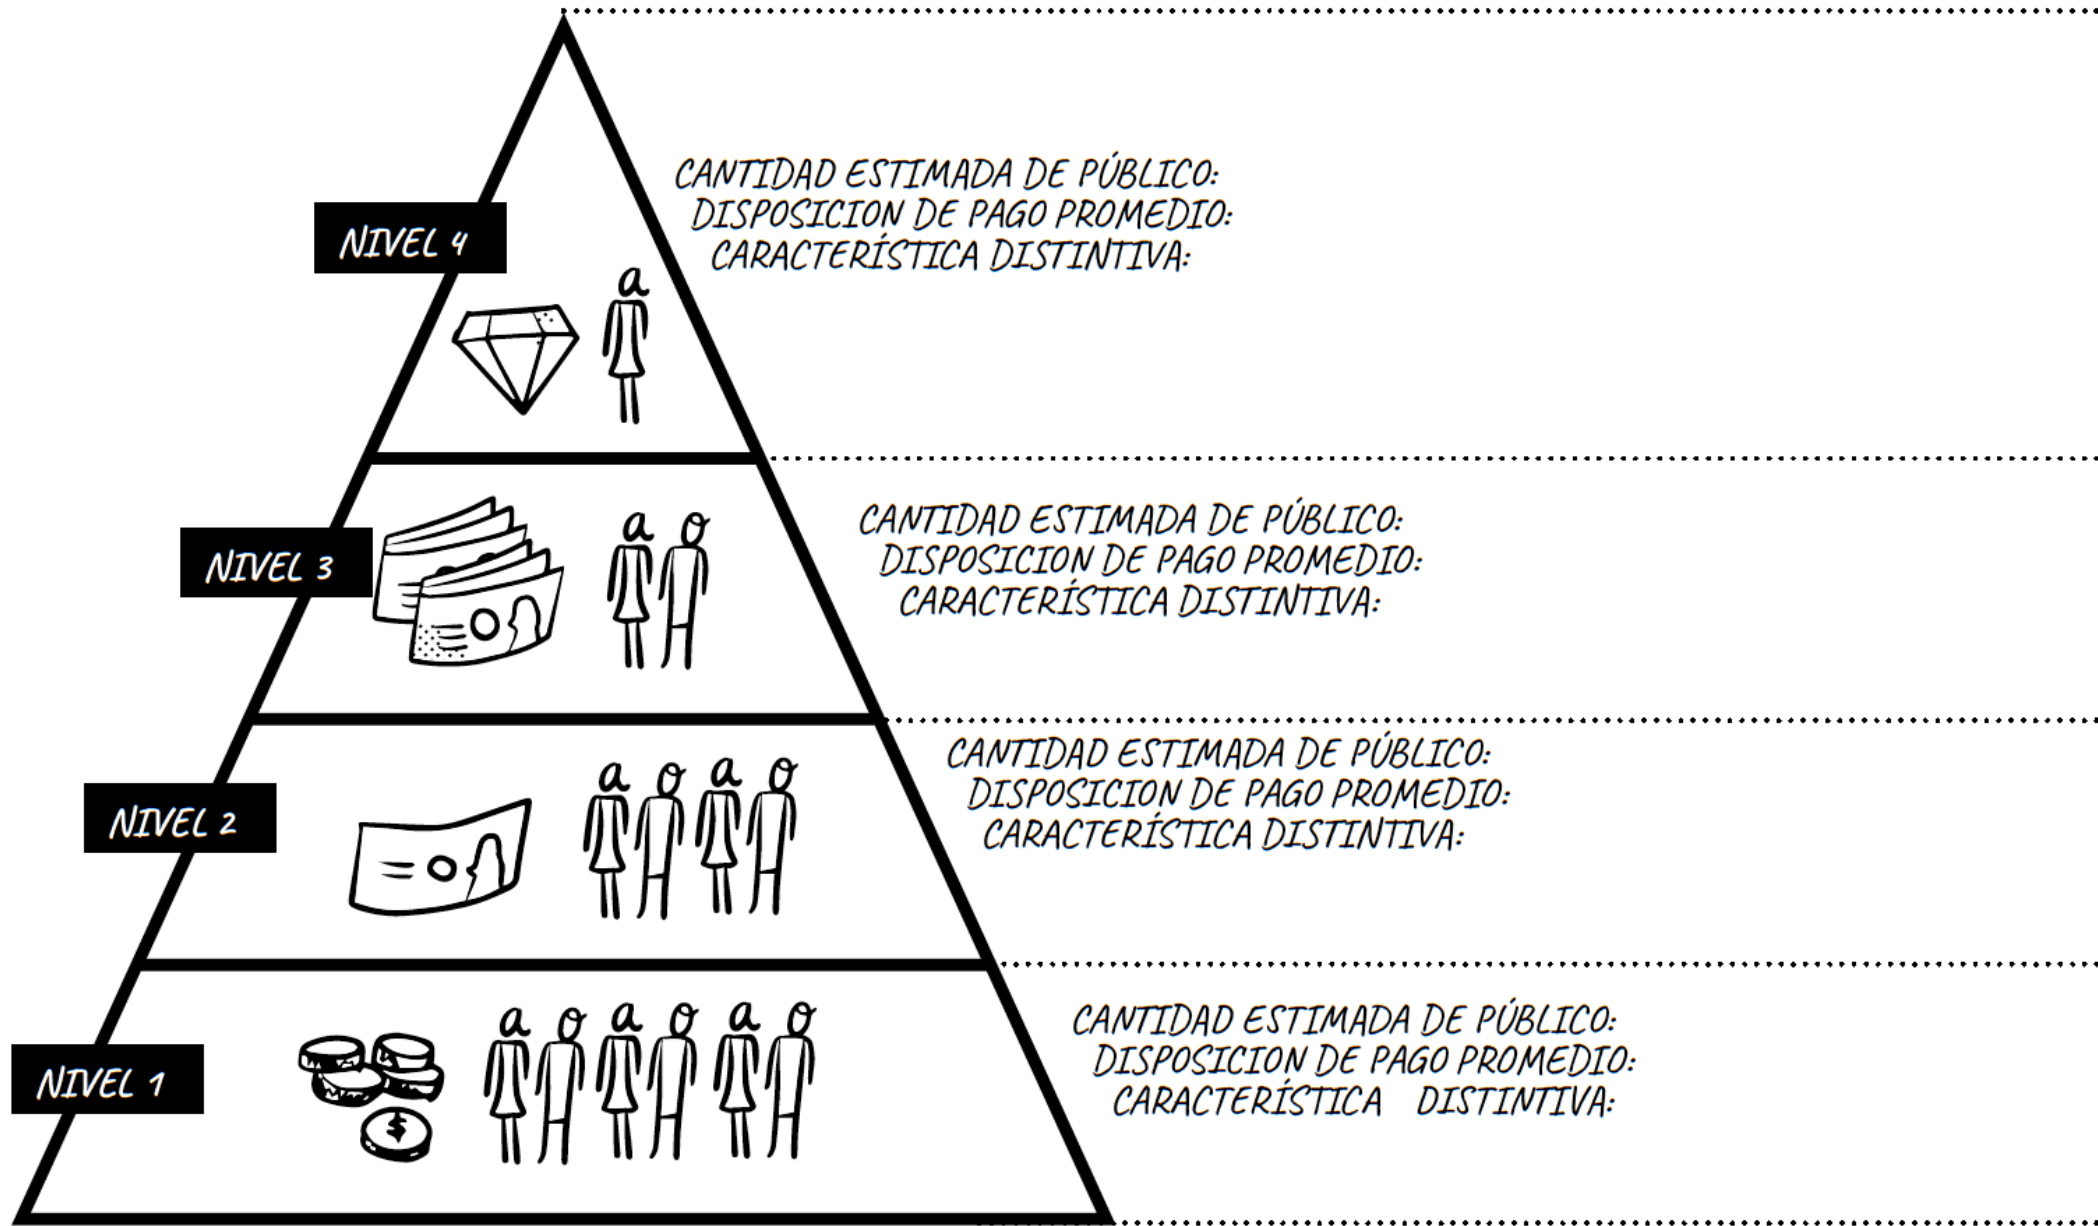 CANTIDAD ESTIMADA DE PÚBLICO:
DISPOSICION DE PAGO PROMEDIO:
CARACTERÍSTICA DISTINTIVA:
NIVEL 4
CANTIDAD ESTIMADA DE PÚBLICO:
DISPOSICION DE PAGO PROMEDIO:
CARACTERÍSTICA DISTINTIVA:
NIVEL 3
CANTIDAD ESTIMADA DE PÚBLICO:
DISPOSICION DE PAGO PROMEDIO:
CARACTERÍSTICA DISTINTIVA:
NIVEL 2
CANTIDAD ESTIMADA DE PÚBLICO:
DISPOSICION DE PAGO PROMEDIO:
CARACTERÍSTICA DISTINTIVA:
NIVEL 1
$